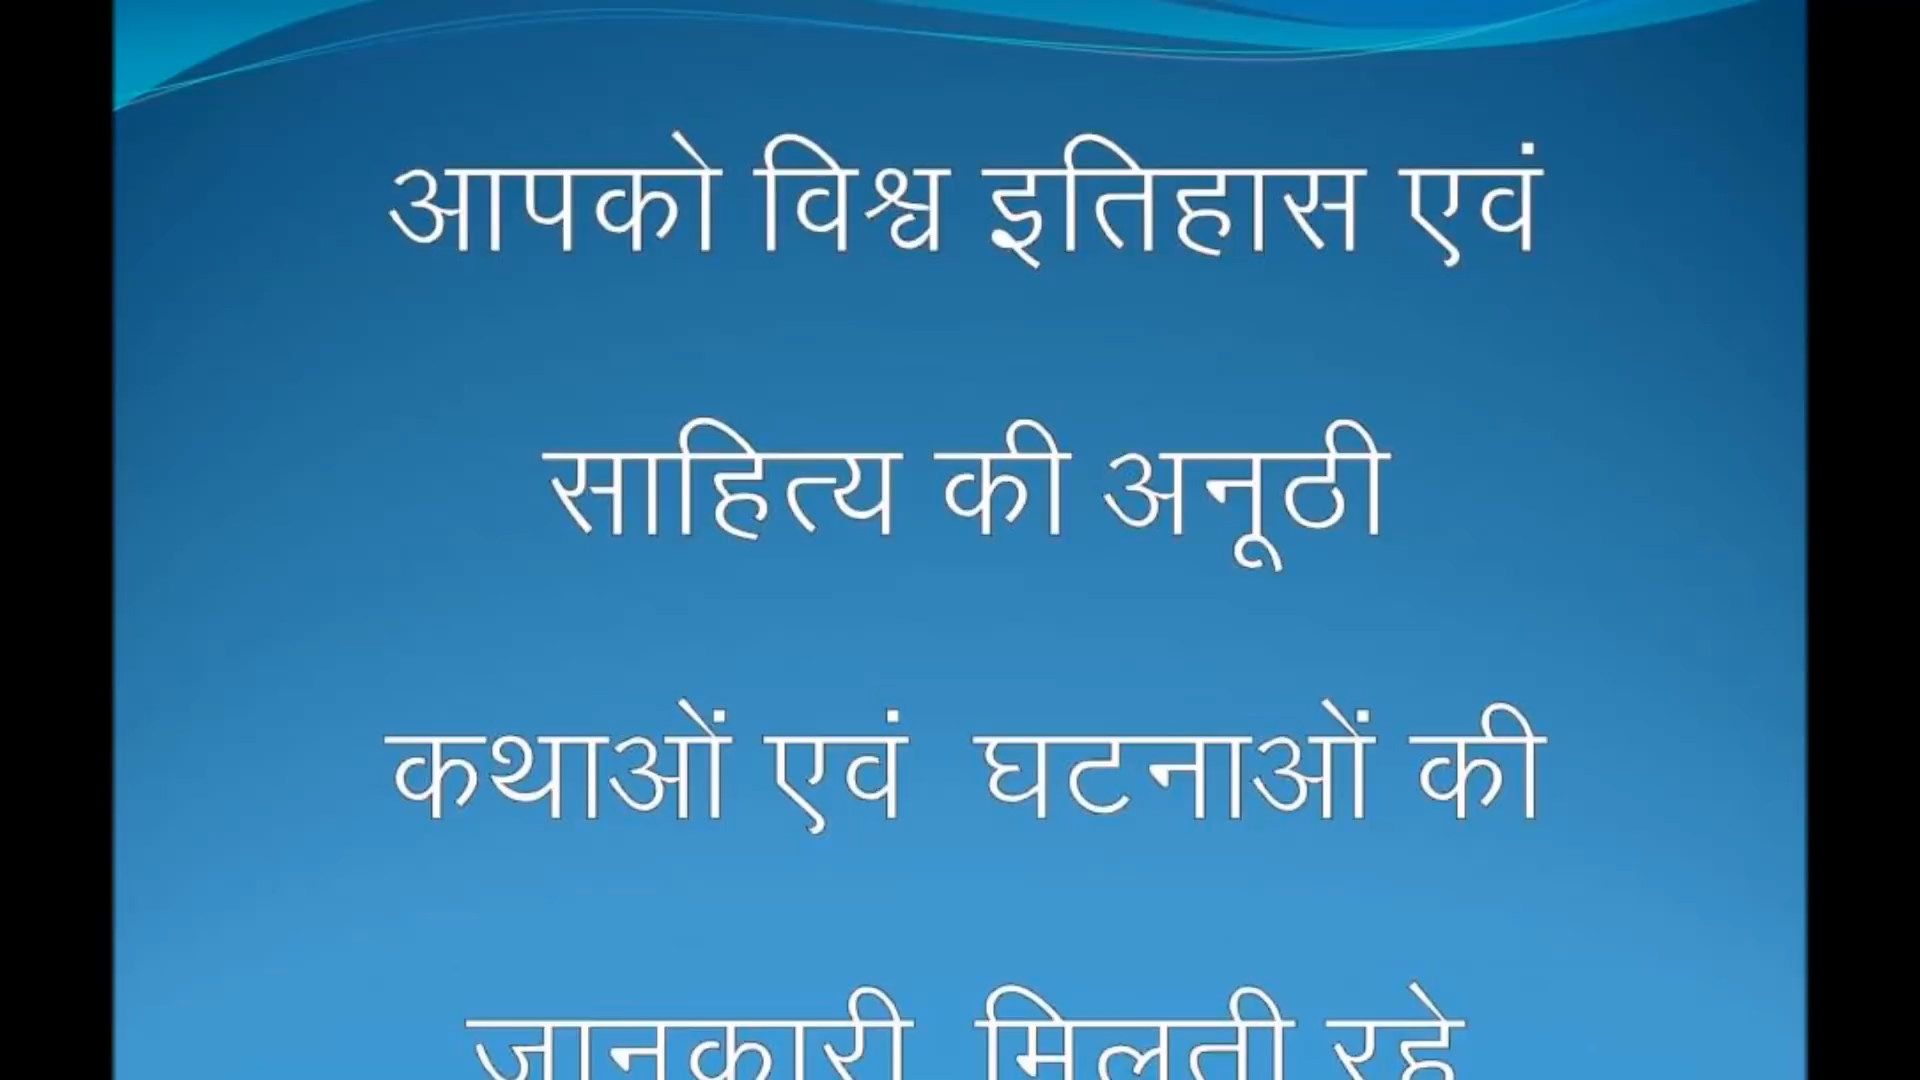 आपको विश्व इतिहास एवं
साहित्य की अनूठी
कथाओं एवं घटनाओं की
जानकारी मिलती रहे